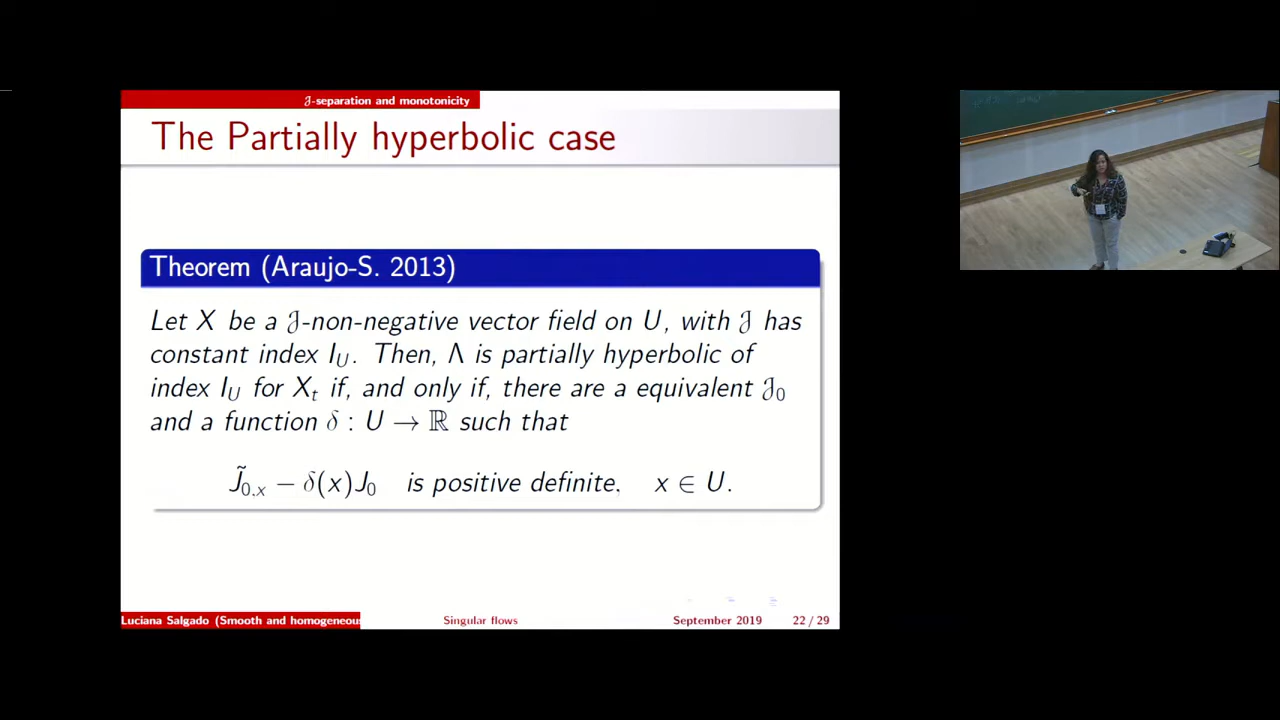 𝒥-separation and monotonicity
The Partially hyperbolic case
Theorem (Araujo-S. 2013)
Let X be a 𝒥-non-negative vector field on U, with 𝒥 has
constant index I_U. Then, Λ is partially hyperbolic of
index I_U for X_t if, and only if, there are a equivalent 𝒥_0
and a function δ : U → ℝ such that
J̃_{0,x} − δ(x)J_0 is positive definite, x ∈ U.
Luciana Salgado (Smooth and homogeneous Singular flows September 2019 22 / 29